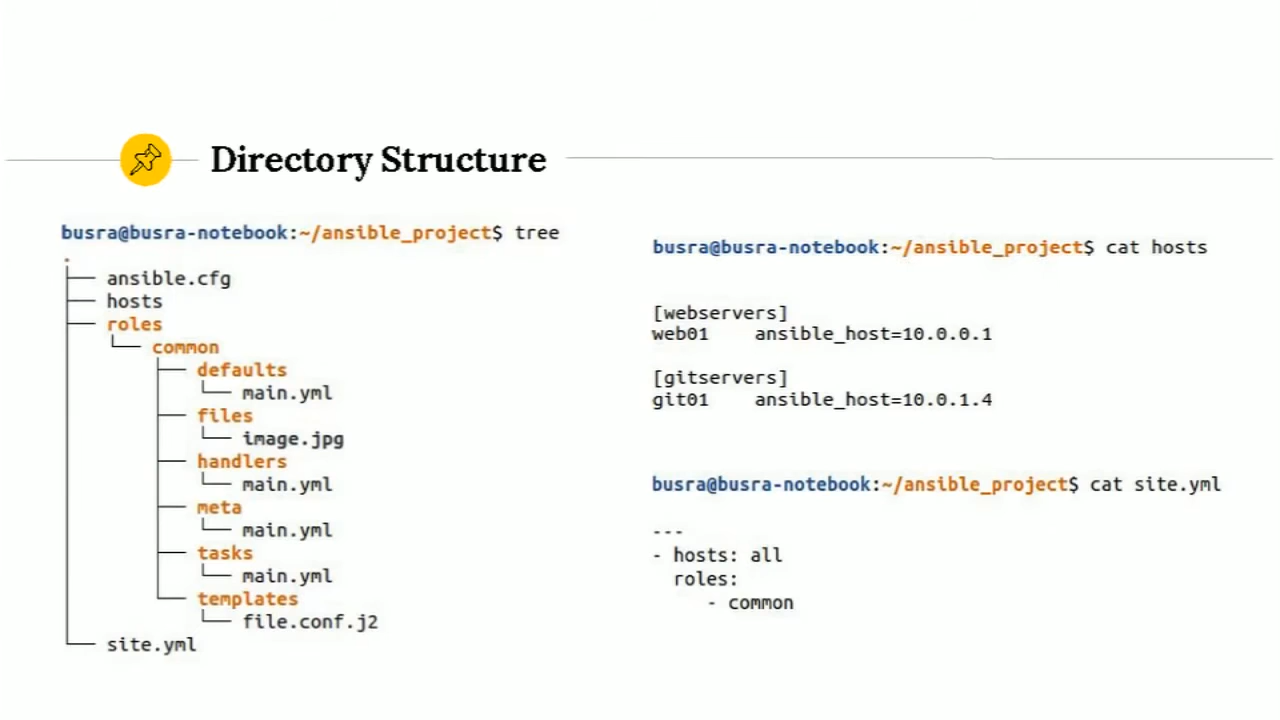 Directory Structure
busra@busra-notebook:~/ansible_project$ tree
.
├── ansible.cfg
├── hosts
├── roles
│   └── common
│       ├── defaults
│       │   └── main.yml
│       ├── files
│       │   └── image.jpg
│       ├── handlers
│       │   └── main.yml
│       ├── meta
│       │   └── main.yml
│       ├── tasks
│       │   └── main.yml
│       └── templates
│           └── file.conf.j2
└── site.yml
busra@busra-notebook:~/ansible_project$ cat hosts
[webservers]
web01    ansible_host=10.0.0.1
[gitservers]
git01    ansible_host=10.0.1.4
busra@busra-notebook:~/ansible_project$ cat site.yml
---
- hosts: all
  roles:
     - common